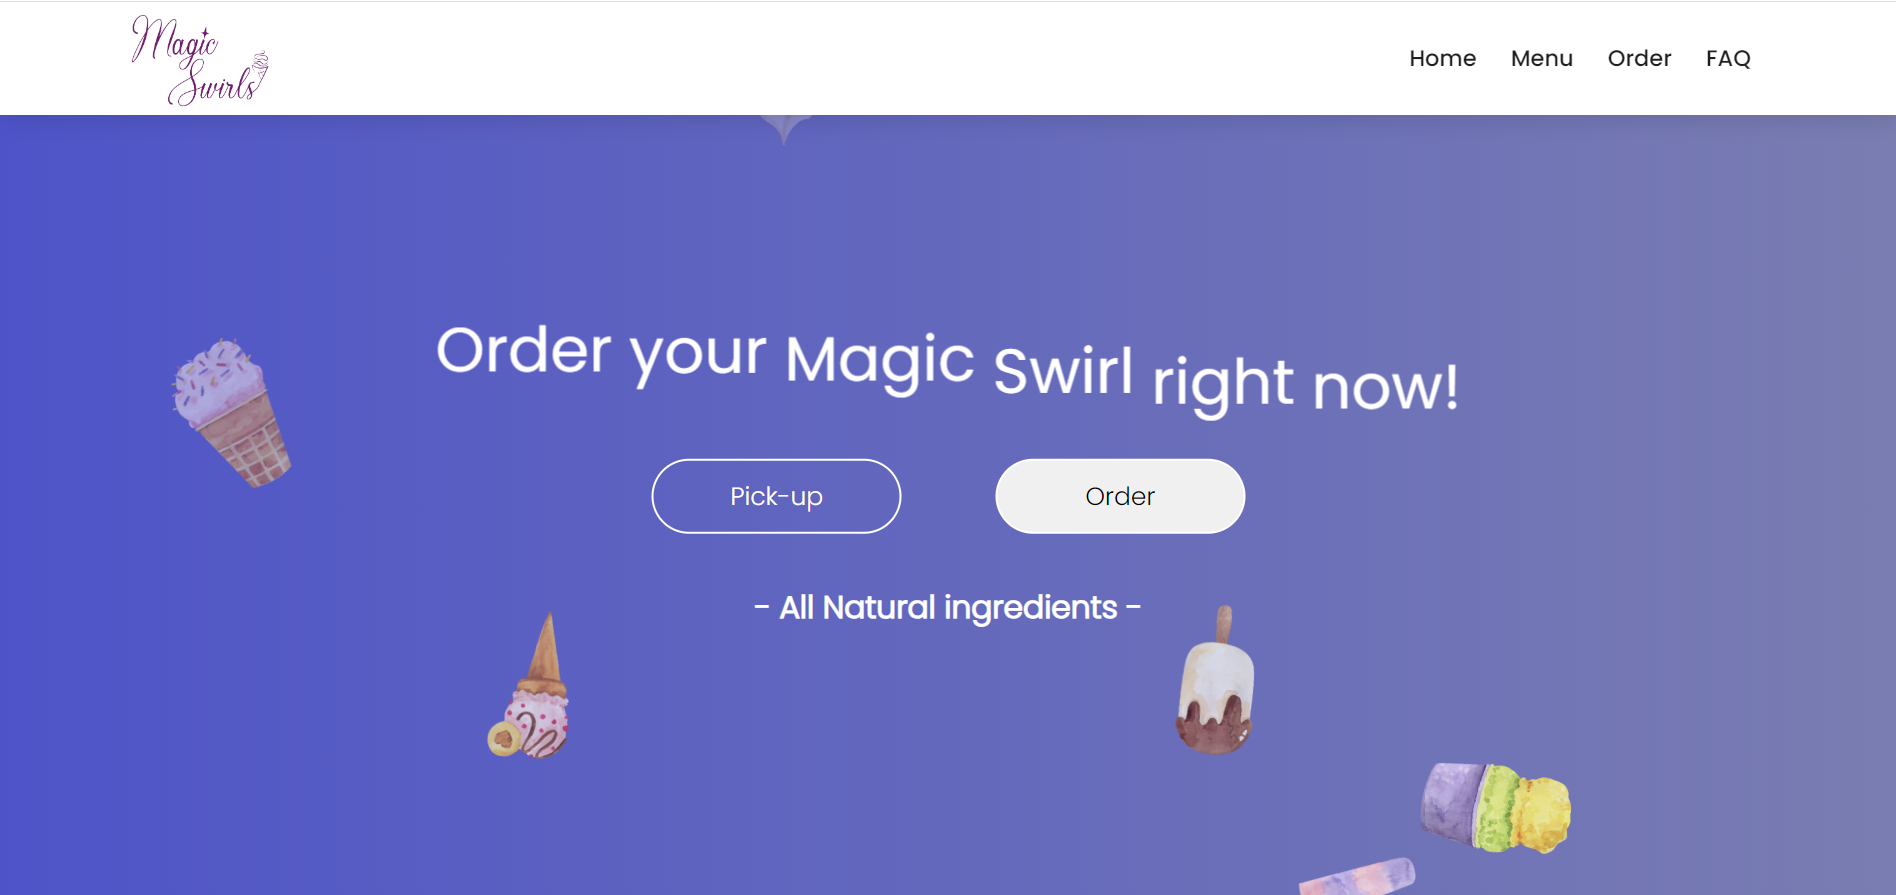 Magic
Swirls
Home Menu Order FAQ
Order your Magic Swirl right now!
Pick-up Order
- All Natural ingredients -